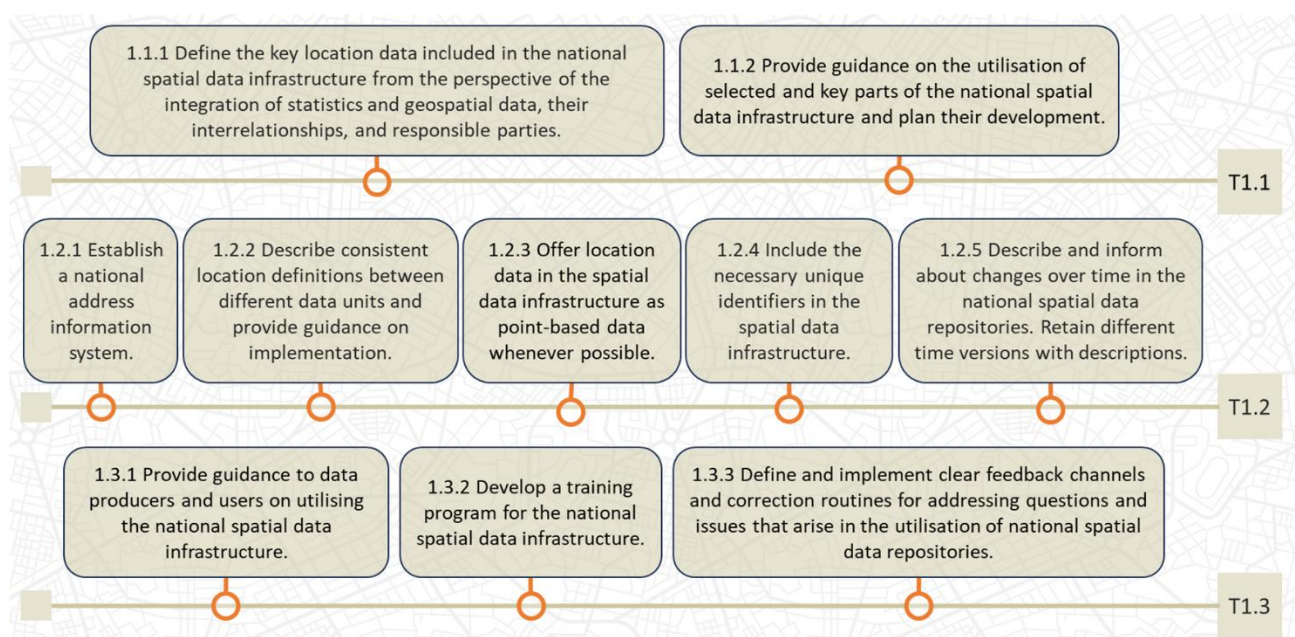 1.1.1 Define the key location data included in the national
spatial data infrastructure from the perspective of the
integration of statistics and geospatial data, their
interrelationships, and responsible parties.
1.1.2 Provide guidance on the utilisation of
selected and key parts of the national spatial
data infrastructure and plan their development.
T1.1
1.2.1 Establish
a national
address
information
system.
1.2.2 Describe consistent
location definitions between
different data units and
provide guidance on
implementation.
1.2.3 Offer location
data in the spatial
data infrastructure as
point-based data
whenever possible.
1.2.4 Include the
necessary unique
identifiers in the
spatial data
infrastructure.
1.2.5 Describe and inform
about changes over time in the
national spatial data
repositories. Retain different
time versions with descriptions.
T1.2
1.3.1 Provide guidance to data
producers and users on utilising
the national spatial data
infrastructure.
1.3.2 Develop a training
program for the national
spatial data infrastructure.
1.3.3 Define and implement clear feedback channels
and correction routines for addressing questions and
issues that arise in the utilisation of national spatial
data repositories.
T1.3